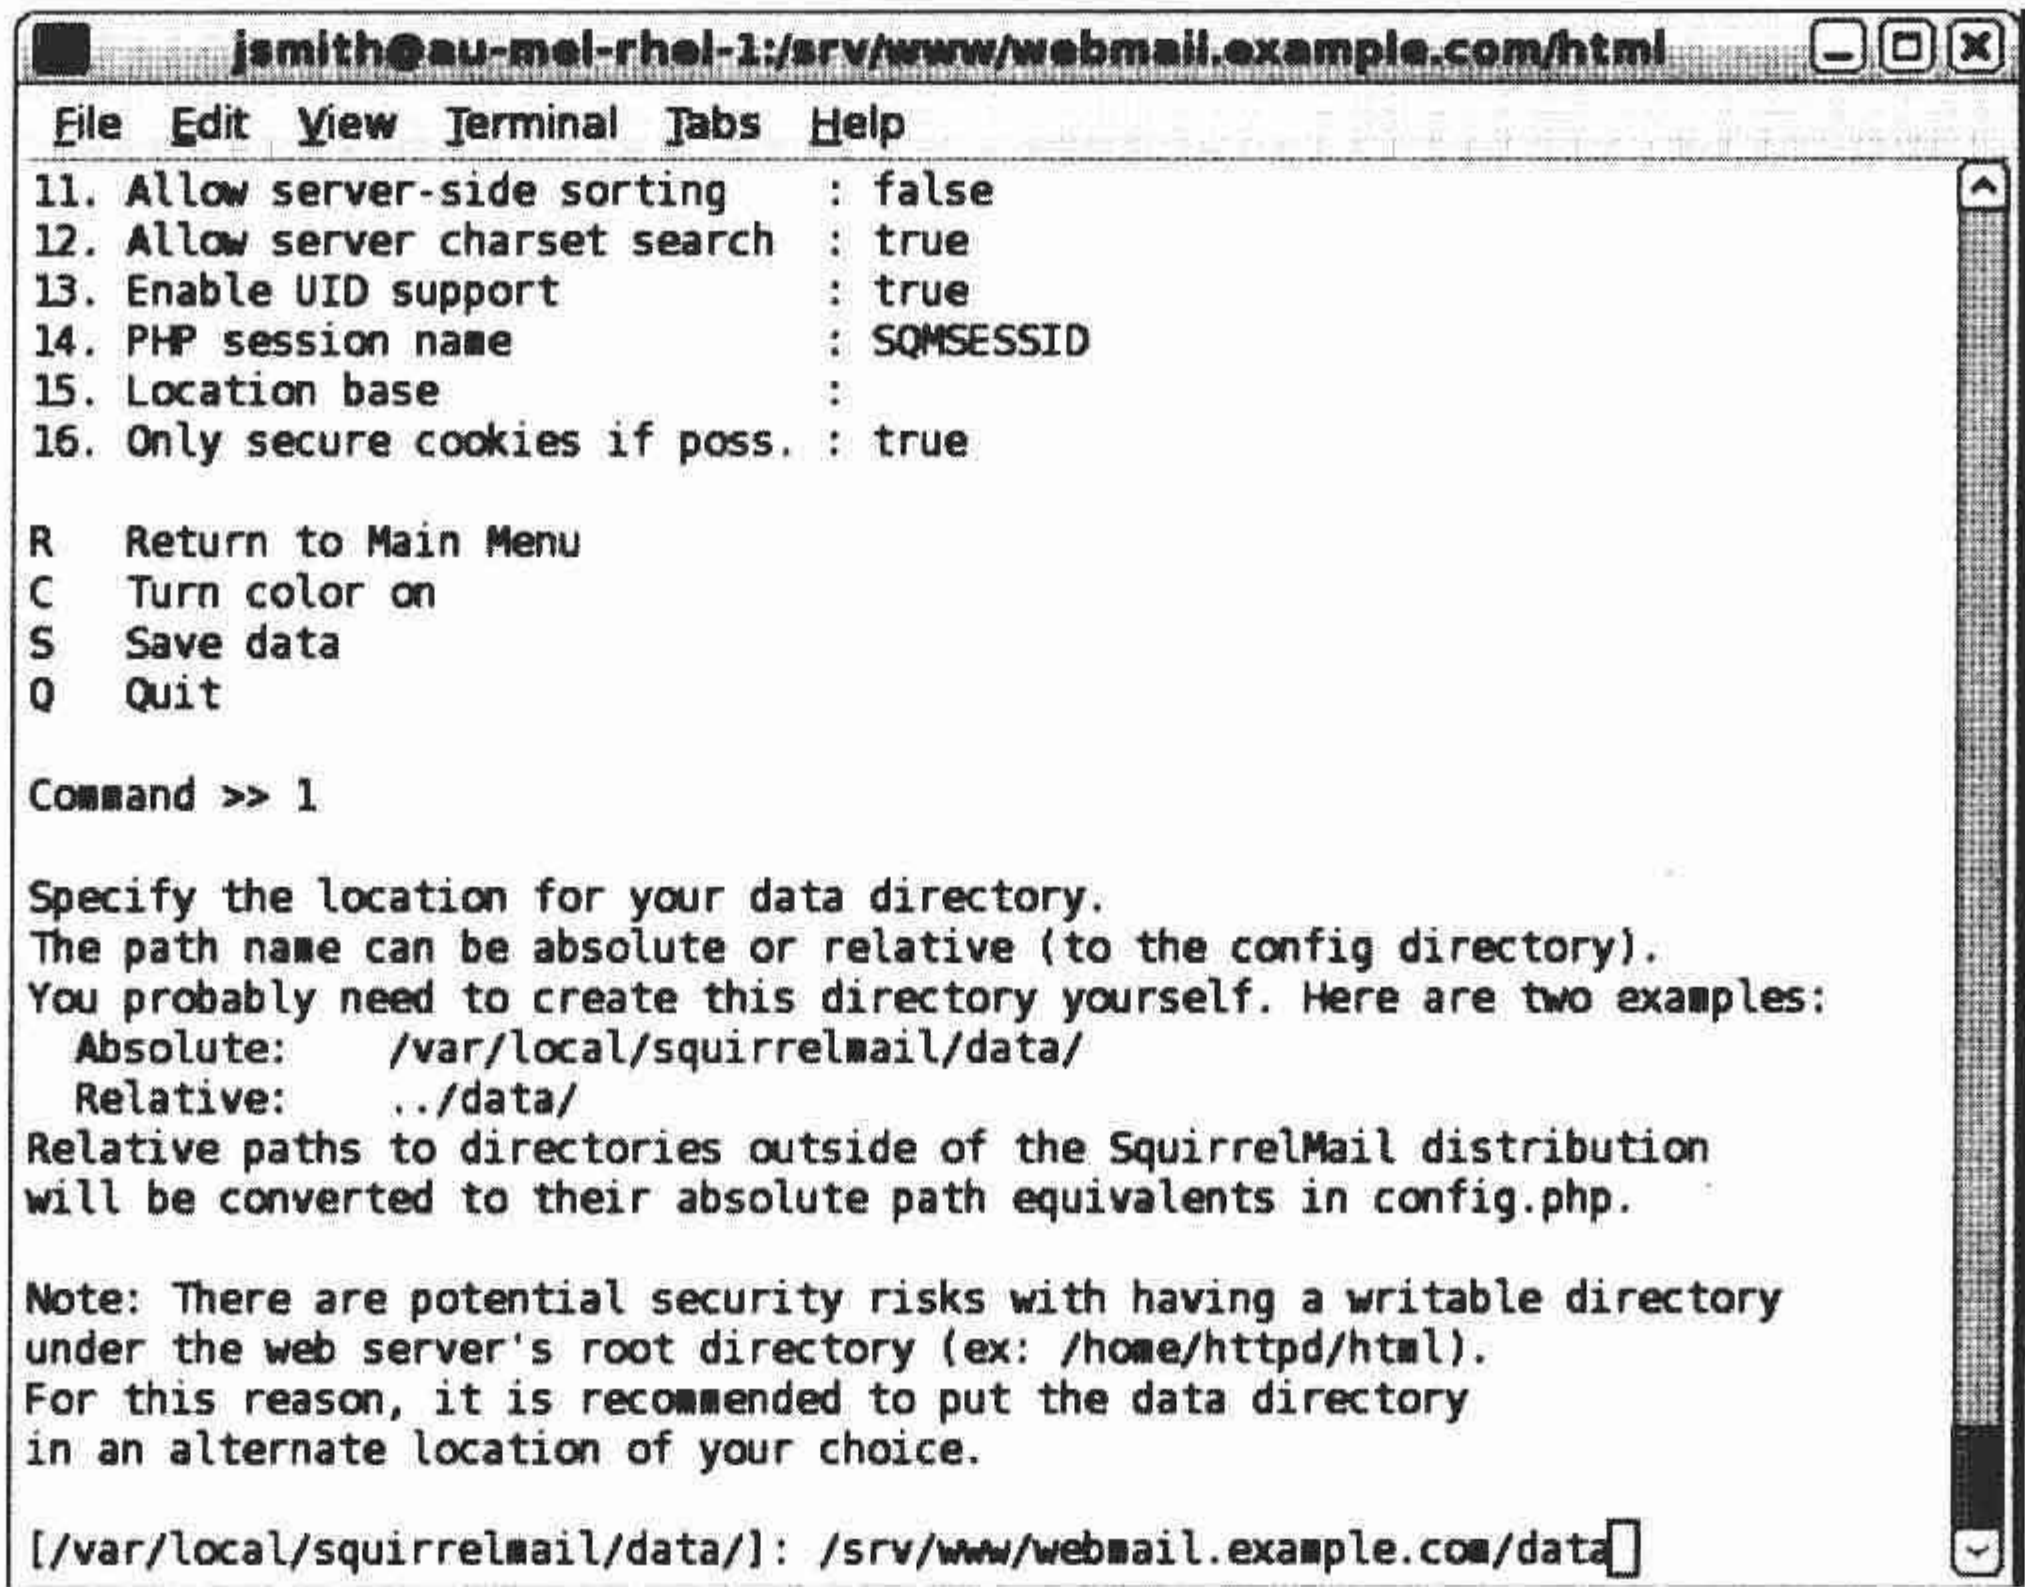 jsmith@au-mel-rhel-1:/srv/www/webmail.example.com/html
File Edit View Terminal Tabs Help
11. Allow server-side sorting : false
12. Allow server charset search : true
13. Enable UID support : true
14. PHP session name : SQMSESSID
15. Location base :
16. Only secure cookies if poss. : true
R Return to Main Menu
C Turn color on
S Save data
Q Quit
Command >> 1
Specify the location for your data directory.
The path name can be absolute or relative (to the config directory).
You probably need to create this directory yourself. Here are two examples:
Absolute: /var/local/squirrelmail/data/
Relative: ../data/
Relative paths to directories outside of the SquirrelMail distribution
will be converted to their absolute path equivalents in config.php.
Note: There are potential security risks with having a writable directory
under the web server's root directory (ex: /home/httpd/html).
For this reason, it is recommended to put the data directory
in an alternate location of your choice.
[/var/local/squirrelmail/data/]: /srv/www/webmail.example.com/data